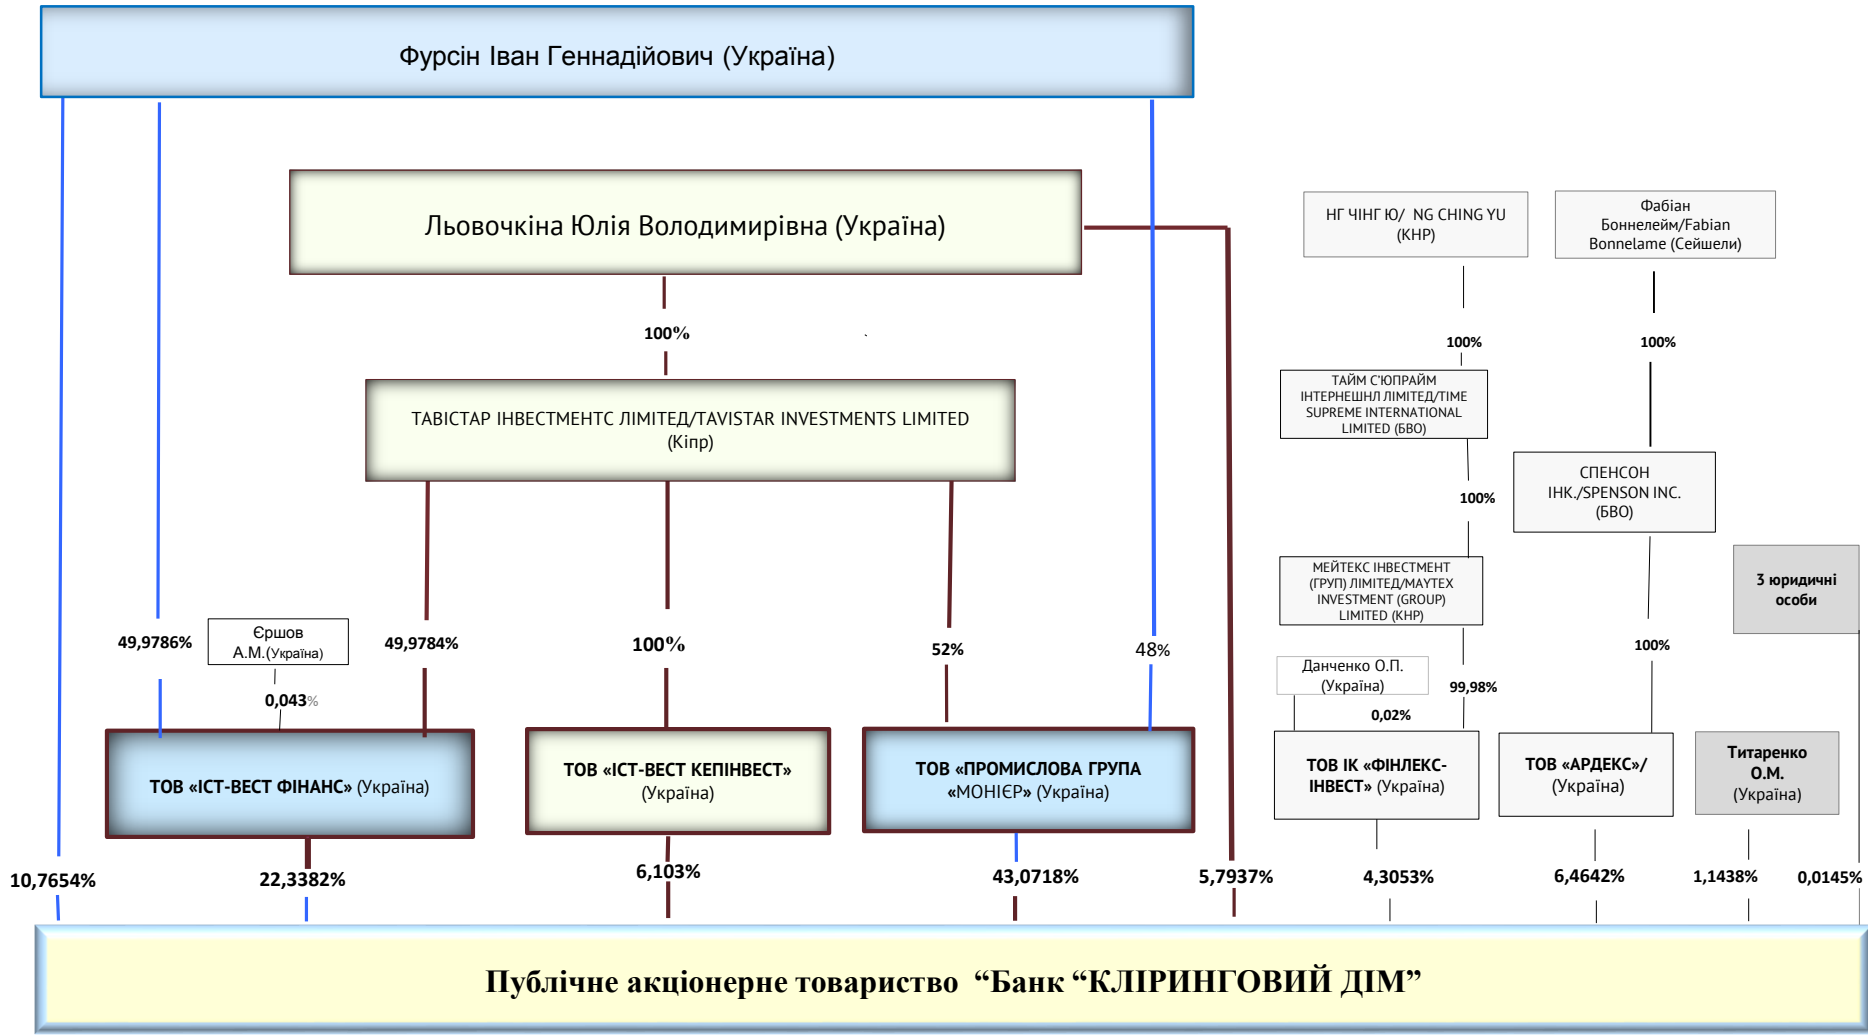 Фурсін Іван Геннадійович (Україна)
Льовочкіна Юлія Володимирівна (Україна)
НГ ЧІНГ Ю/ NG CHING YU
(КНР)
Фабіан
Боннелейм/Fabian
Bonnelame (Сейшели)
100%
100%
100%
ТАВІСТАР ІНВЕСТМЕНТС ЛІМІТЕД/TAVISTAR INVESTMENTS LIMITED
(Кіпр)
ТАЙМ С'ЮПРАЙМ
ІНТЕРНЕШНЛ ЛІМІТЕД/TIME
SUPREME INTERNATIONAL
LIMITED (БВО)
СПЕНСОН
ІНК./SPENSON INC.
(БВО)
100%
МЕЙТЕКС ІНВЕСТМЕНТ
(ГРУП) ЛІМІТЕД/MAYTEX
INVESTMENT (GROUP)
LIMITED (КНР)
3 юридичні
особи
49,9786%
Єршов
А.М.(Україна)
49,9784%
100%
52%
48%
100%
Данченко О.П.
(Україна)
99,98%
0,043%
0,02%
ТОВ «ІСТ-ВЕСТ ФІНАНС» (Україна)
ТОВ «ІСТ-ВЕСТ КЕПІНВЕСТ»
(Україна)
ТОВ «ПРОМИСЛОВА ГРУПА
«МОНІЄР» (Україна)
ТОВ ІК «ФІНЛЕКС-
ІНВЕСТ» (Україна)
ТОВ «АРДЕКС»/
(Україна)
Титаренко
О.М.
(Україна)
10,7654%
22,3382%
6,103%
43,0718%
5,7937%
4,3053%
6,4642%
1,1438%
0,0145%
Публічне акціонерне товариство “Банк “КЛІРИНГОВИЙ ДІМ”